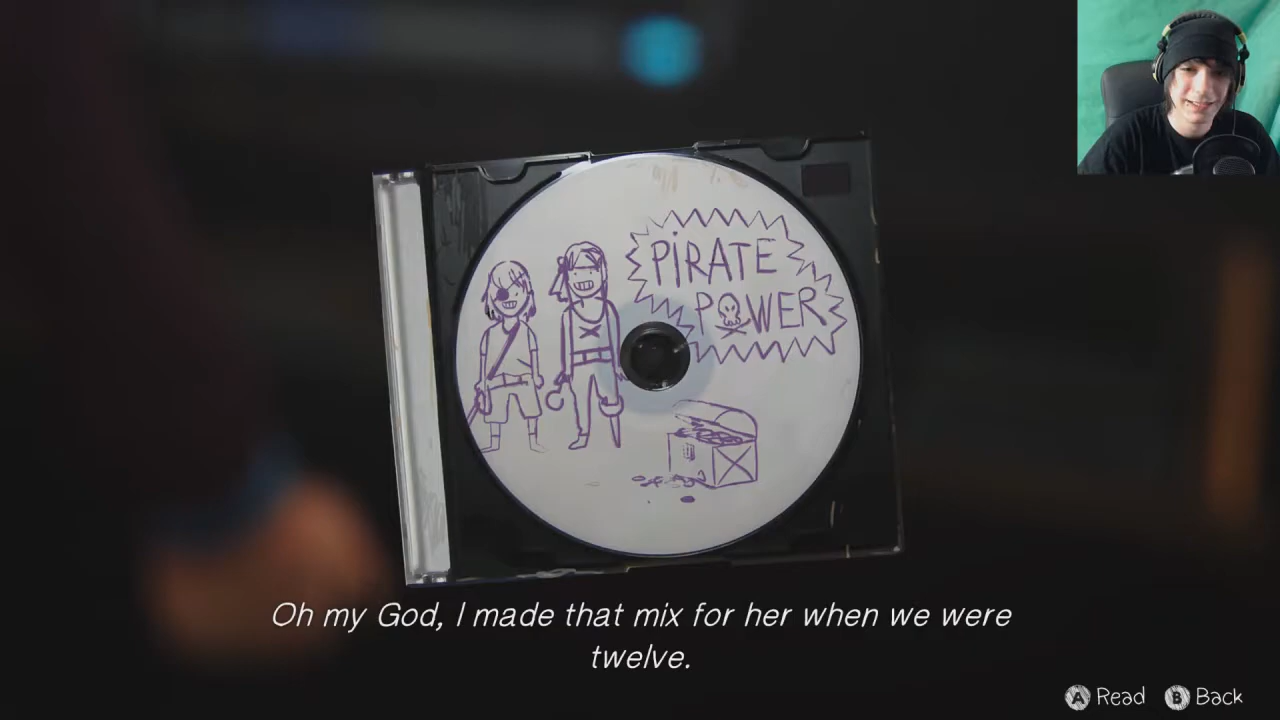 PiRATE
POWER
Oh my God, I made that mix for her when we were
twelve.
A Read B Back